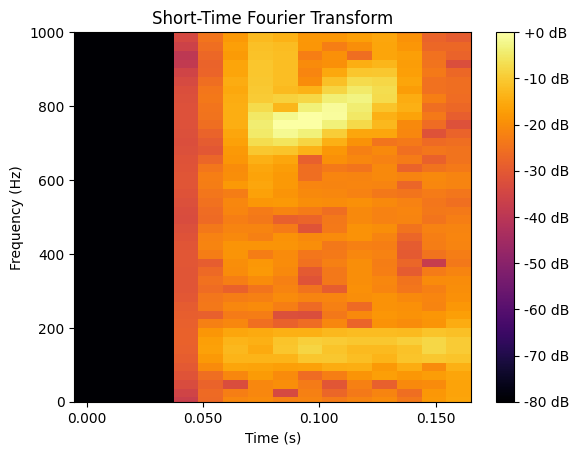 Short-Time Fourier Transform
1000
800
600
400
200
0
Frequency (Hz)
0.000
0.050
0.100
0.150
Time (s)
+0 dB
-10 dB
-20 dB
-30 dB
-40 dB
-50 dB
-60 dB
-70 dB
-80 dB